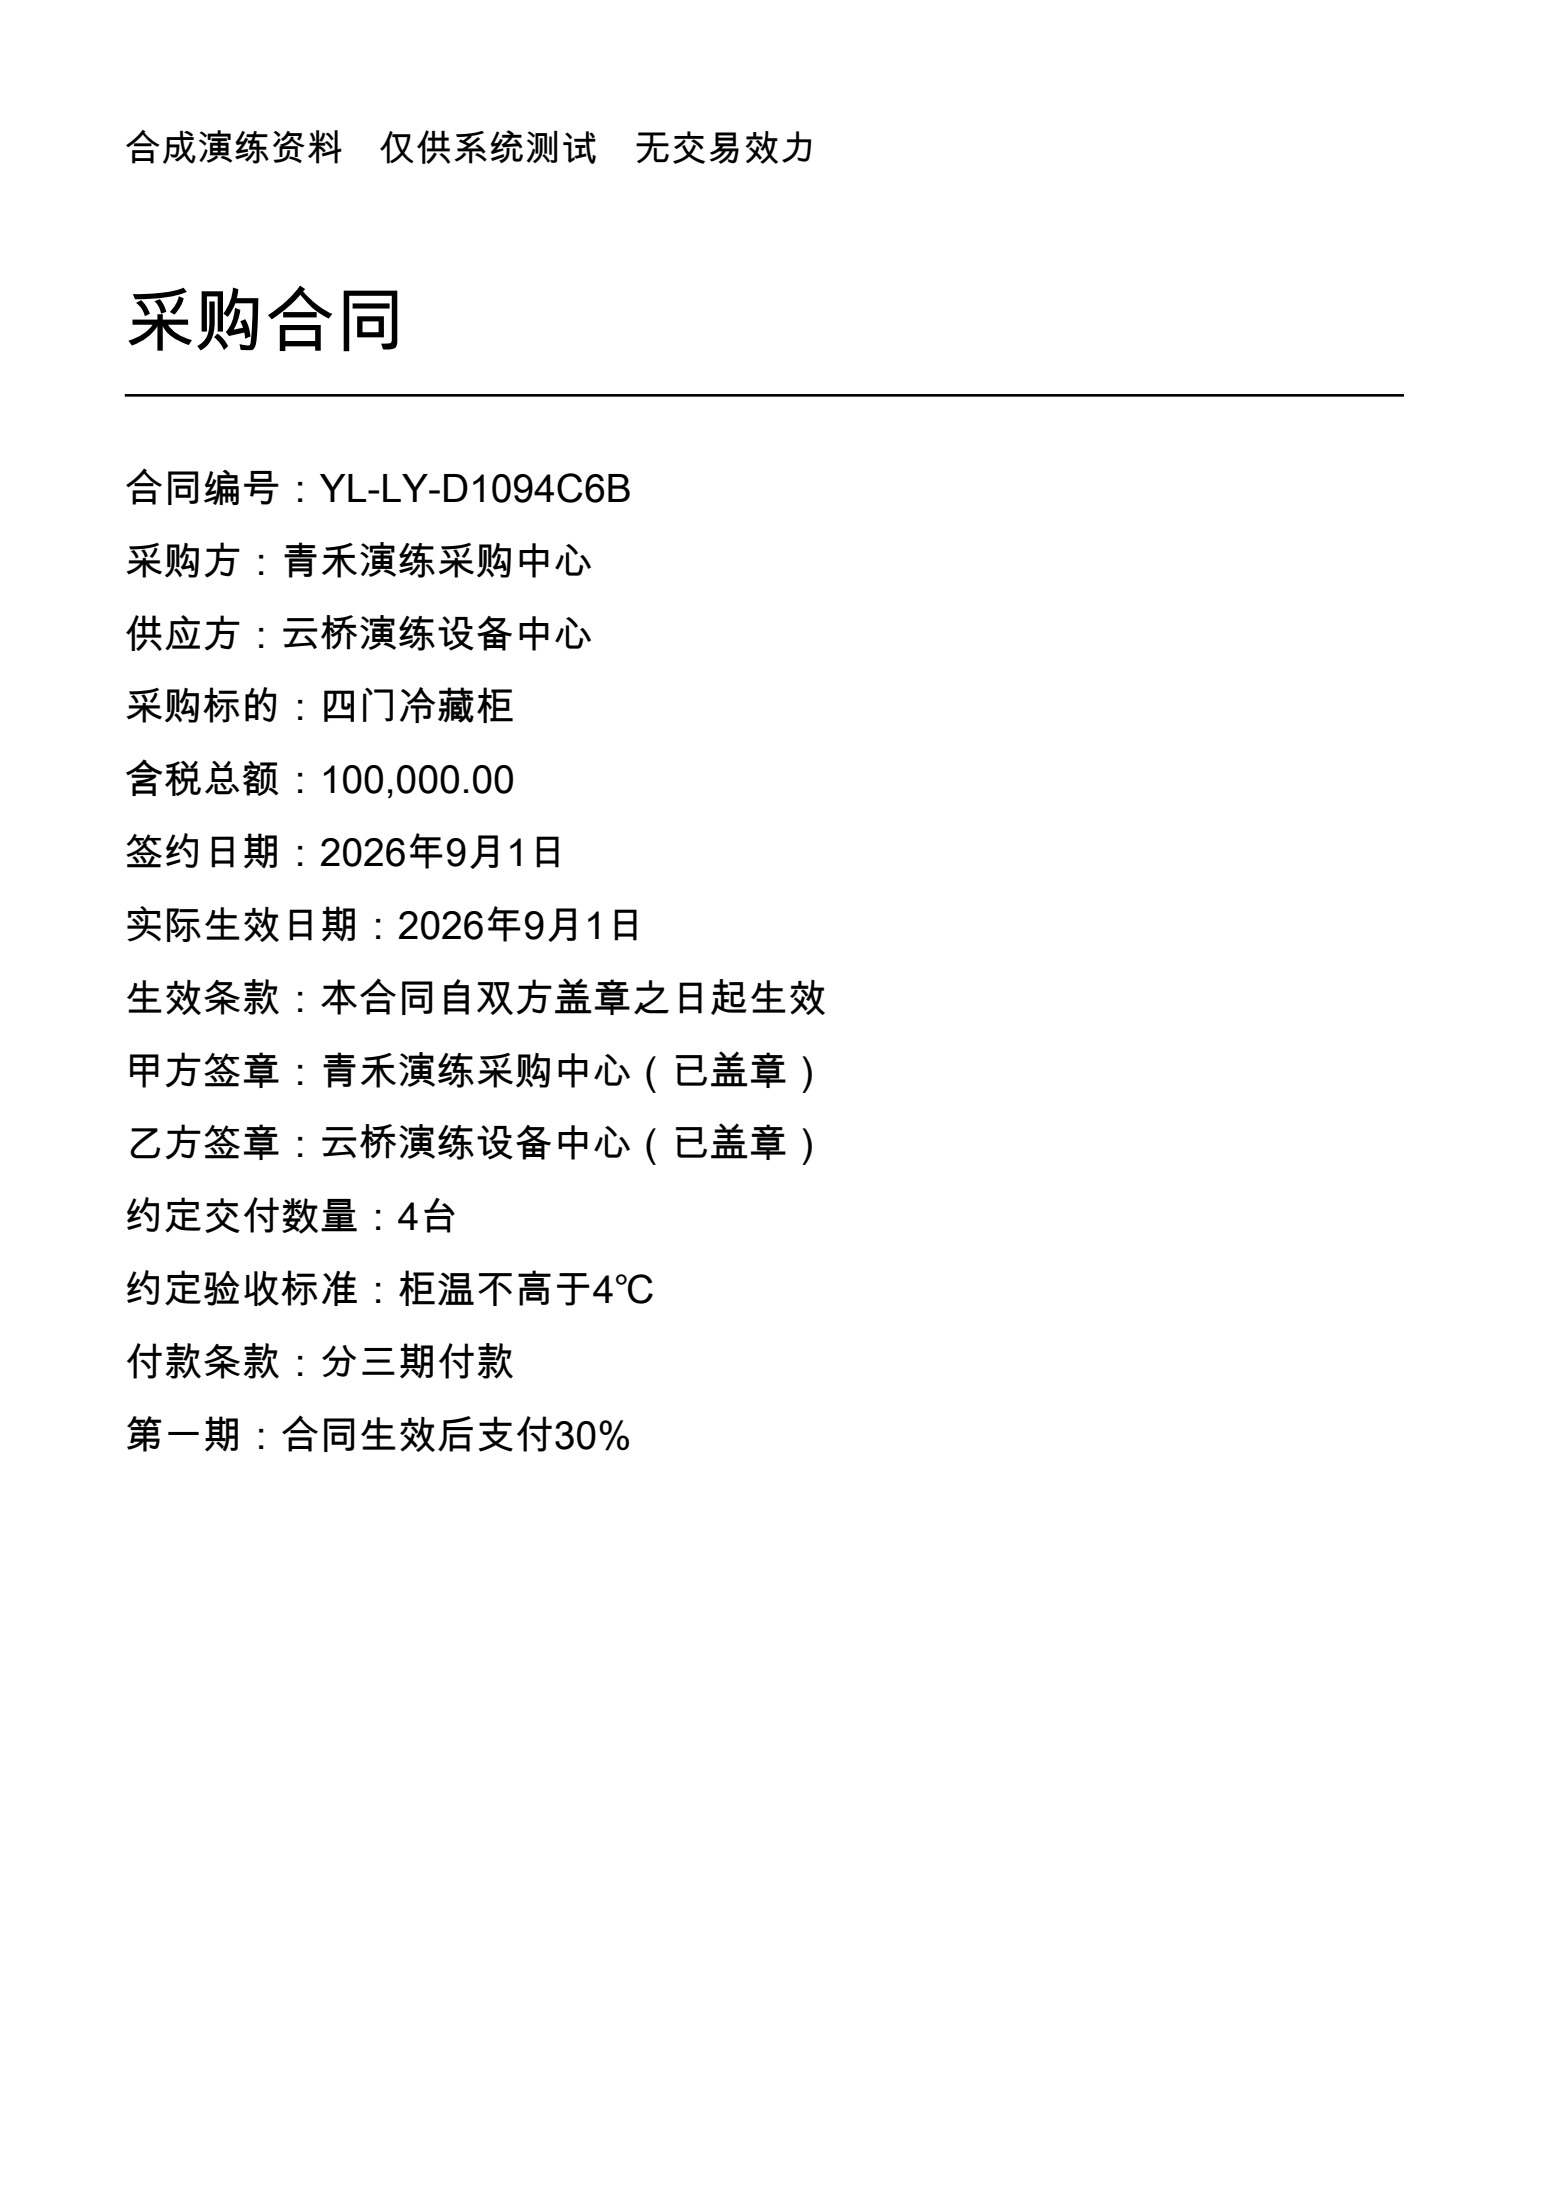 合成演练资料　仅供系统测试　无交易效力
采购合同
合同编号：YL-LY-D1094C6B
采购方：青禾演练采购中心
供应方：云桥演练设备中心
采购标的：四门冷藏柜
含税总额：100,000.00
签约日期：2026年9月1日
实际生效日期：2026年9月1日
生效条款：本合同自双方盖章之日起生效
甲方签章：青禾演练采购中心（已盖章）
乙方签章：云桥演练设备中心（已盖章）
约定交付数量：4台
约定验收标准：柜温不高于4℃
付款条款：分三期付款
第一期：合同生效后支付30%